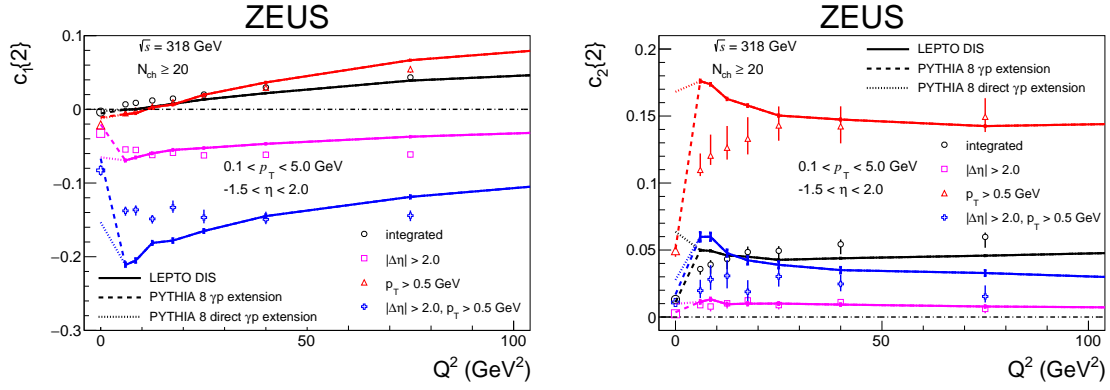 ZEUS
c₁{2}
√s = 318 GeV
N_ch ≥ 20
0.1
0
−0.1
−0.2
−0.3
0.1 < p_T < 5.0 GeV
-1.5 < η < 2.0
integrated
|Δη| > 2.0
p_T > 0.5 GeV
|Δη| > 2.0, p_T > 0.5 GeV
LEPTO DIS
PYTHIA 8 γp extension
PYTHIA 8 direct γp extension
0 50 100
Q² (GeV²)
ZEUS
c₂{2}
√s = 318 GeV
N_ch ≥ 20
LEPTO DIS
PYTHIA 8 γp extension
PYTHIA 8 direct γp extension
0.2
0.15
0.1
0.05
0
0.1 < p_T < 5.0 GeV
-1.5 < η < 2.0
integrated
|Δη| > 2.0
p_T > 0.5 GeV
|Δη| > 2.0, p_T > 0.5 GeV
0 50 100
Q² (GeV²)